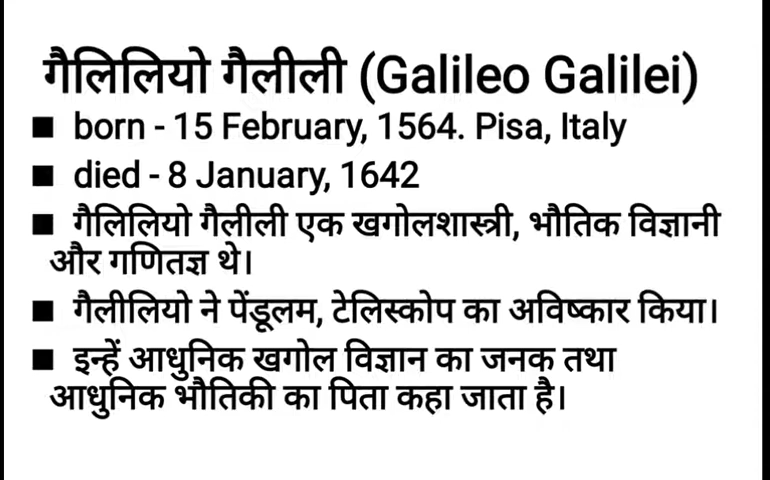 गैलिलियो गैलीली (Galileo Galilei)
■ born - 15 February, 1564. Pisa, Italy
■ died - 8 January, 1642
■ गैलिलियो गैलीली एक खगोलशास्त्री, भौतिक विज्ञानी
और गणितज्ञ थे।
■ गैलीलियो ने पेंडूलम, टेलिस्कोप का अविष्कार किया।
■ इन्हें आधुनिक खगोल विज्ञान का जनक तथा
आधुनिक भौतिकी का पिता कहा जाता है।